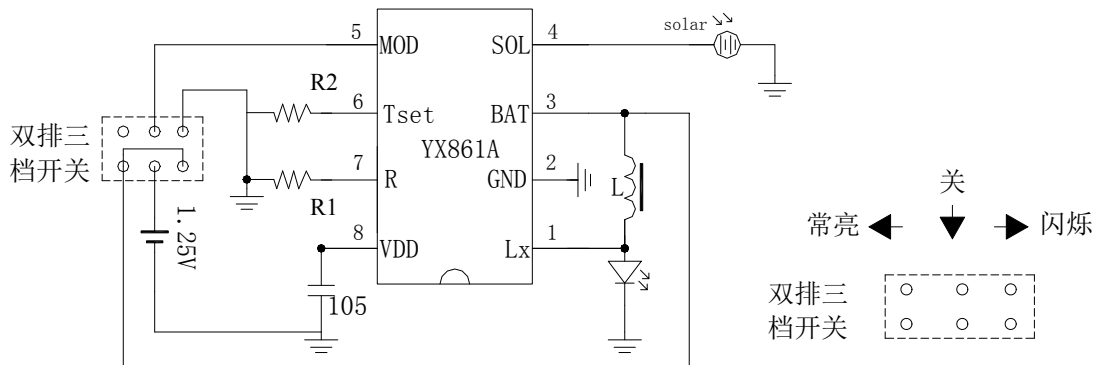 solar
5
MOD
SOL
4
R2
6
Tset
BAT
3
双排三
档开关
YX861A
7
R
GND
2
L
R1
1.25V
8
VDD
Lx
1
105
关
常亮
闪烁
双排三
档开关